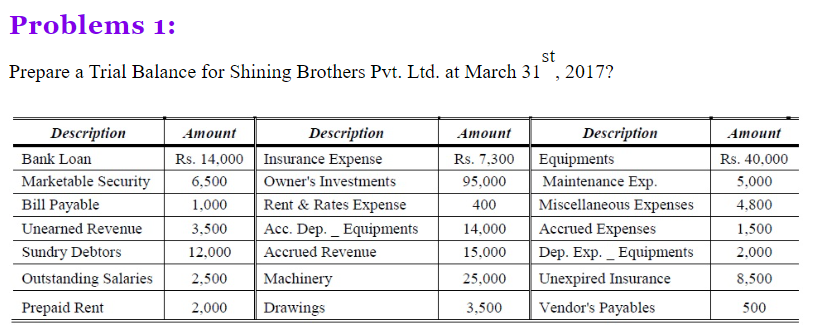 Problems 1:
Prepare a Trial Balance for Shining Brothers Pvt. Ltd. at March 31st, 2017?
Description Amount Description Amount Description Amount
Bank Loan Rs. 14,000 Insurance Expense Rs. 7,300 Equipments Rs. 40,000
Marketable Security 6,500 Owner's Investments 95,000 Maintenance Exp. 5,000
Bill Payable 1,000 Rent & Rates Expense 400 Miscellaneous Expenses 4,800
Unearned Revenue 3,500 Acc. Dep. _ Equipments 14,000 Accrued Expenses 1,500
Sundry Debtors 12,000 Accrued Revenue 15,000 Dep. Exp. _ Equipments 2,000
Outstanding Salaries 2,500 Machinery 25,000 Unexpired Insurance 8,500
Prepaid Rent 2,000 Drawings 3,500 Vendor's Payables 500